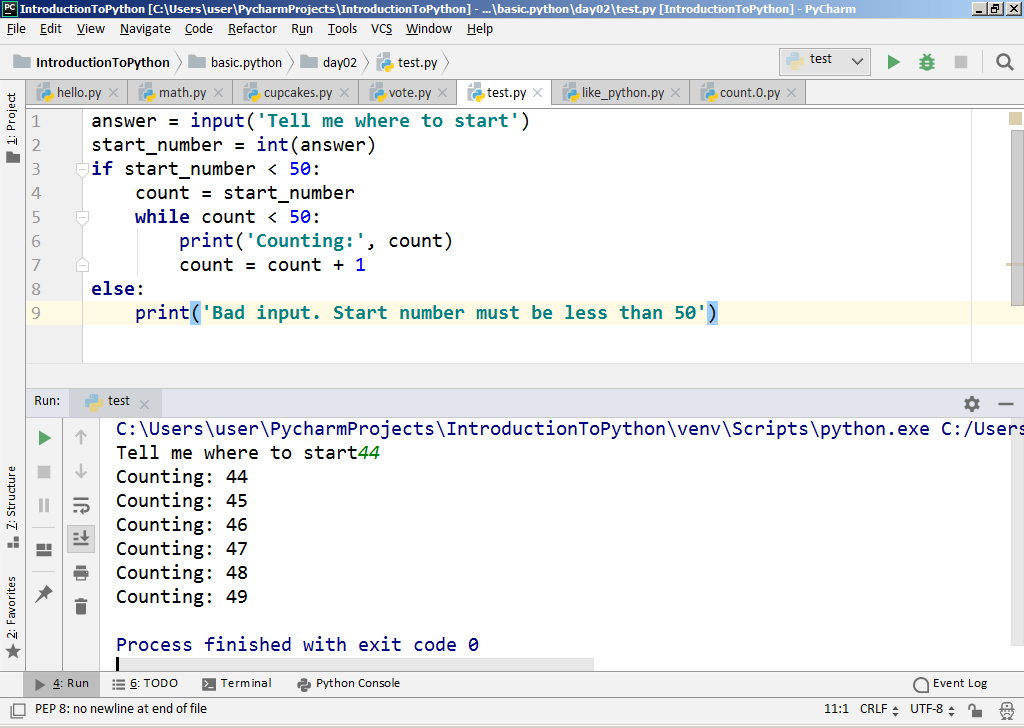 IntroductionToPython [C:\Users\user\PycharmProjects\IntroductionToPython] - ...\basic.python\day02\test.py [IntroductionToPython] - PyCharm
File Edit View Navigate Code Refactor Run Tools VCS Window Help
IntroductionToPython basic.python day02 test.py test
hello.py math.py cupcakes.py vote.py test.py like_python.py count.0.py
1: Project
1 answer = input('Tell me where to start')
2 start_number = int(answer)
3 if start_number < 50:
4 count = start_number
5 while count < 50:
6 print('Counting:', count)
7 count = count + 1
8 else:
9 print('Bad input. Start number must be less than 50')
Run: test
C:\Users\user\PycharmProjects\IntroductionToPython\venv\Scripts\python.exe C:/Users
Tell me where to start44
Counting: 44
Counting: 45
Counting: 46
Counting: 47
Counting: 48
Counting: 49
Process finished with exit code 0
7: Structure
2: Favorites
4: Run 6: TODO Terminal Python Console Event Log
PEP 8: no newline at end of file 11:1 CRLF UTF-8